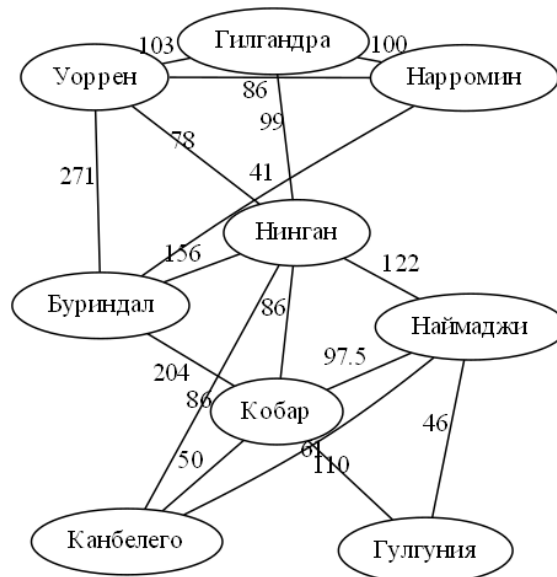 Гилгандра
103
100
Уоррен
Нарромин
86
99
78
41
271
Нинган
156
122
Буриндал
86
Наймаджи
97.5
204
86
Кобар
46
61
110
50
Канбелего
Гулгуния